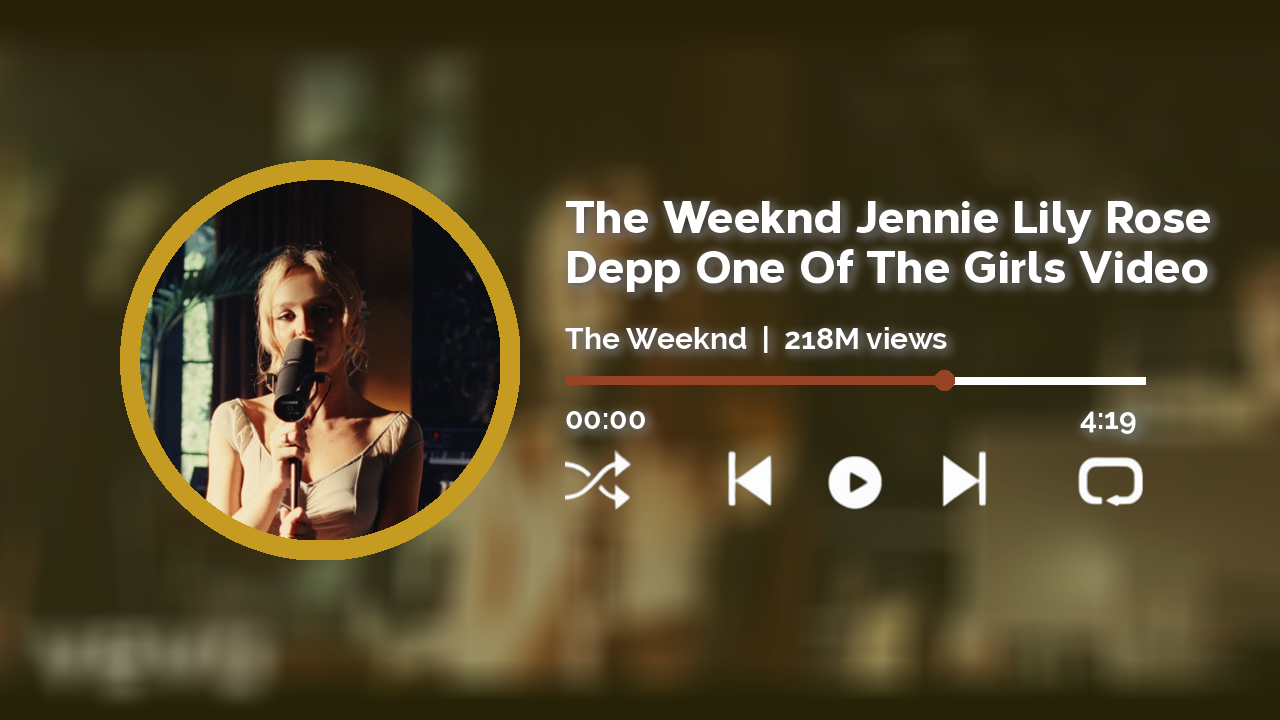 The Weeknd Jennie Lily Rose
Depp One Of The Girls Video
The Weeknd | 218M views
00:00 4:19